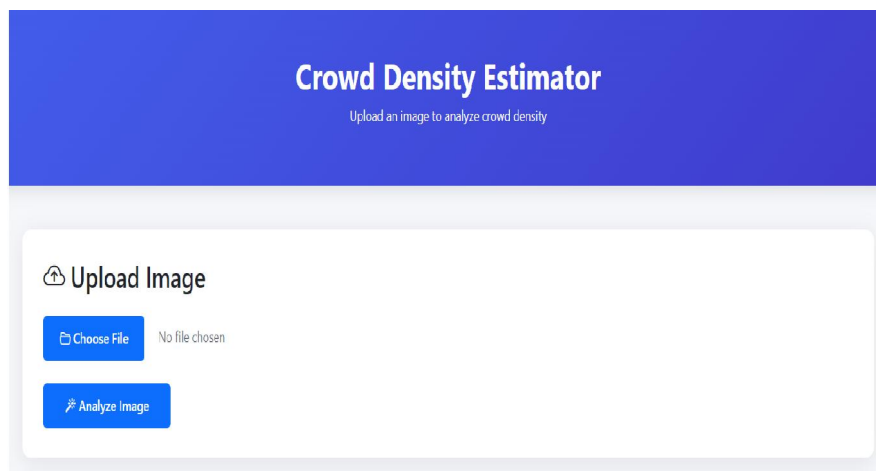 Crowd Density Estimator
Upload an image to analyze crowd density
Upload Image
Choose File No file chosen
Analyze Image